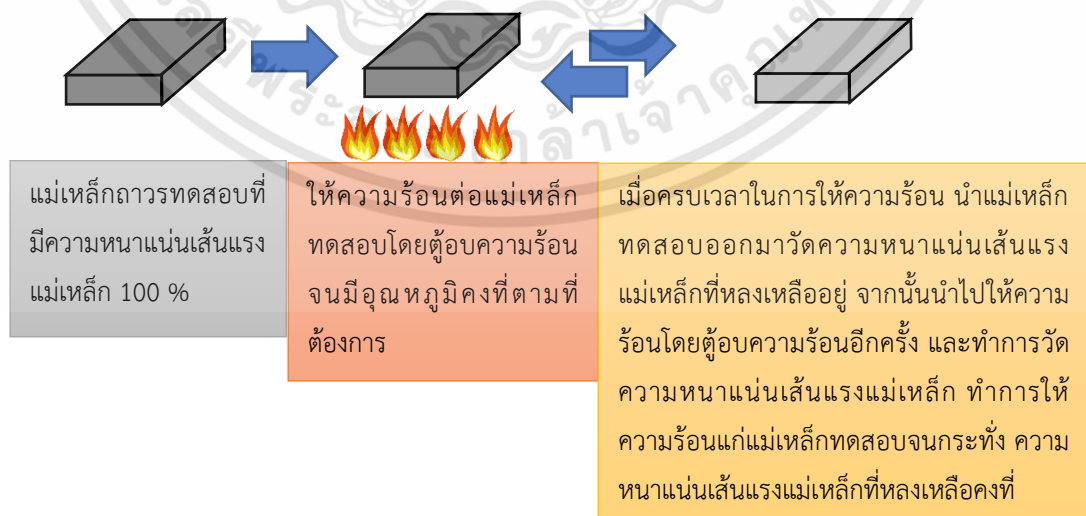 แม่เหล็กถาวรทดสอบที่
มีความหนาแน่นเส้นแรง
แม่เหล็ก 100 %
ให้ความร้อนต่อแม่เหล็ก
ทดสอบโดยตู้อบความร้อน
จนมีอุณหภูมิคงที่ตามที่
ต้องการ
เมื่อครบเวลาในการให้ความร้อน นำแม่เหล็ก
ทดสอบออกมาวัดความหนาแน่นเส้นแรง
แม่เหล็กที่หลงเหลืออยู่ จากนั้นนำไปให้ความ
ร้อนโดยตู้อบความร้อนอีกครั้ง และทำการวัด
ความหนาแน่นเส้นแรงแม่เหล็ก ทำการให้
ความร้อนแก่แม่เหล็กทดสอบจนกระทั่ง ความ
หนาแน่นเส้นแรงแม่เหล็กที่หลงเหลือคงที่